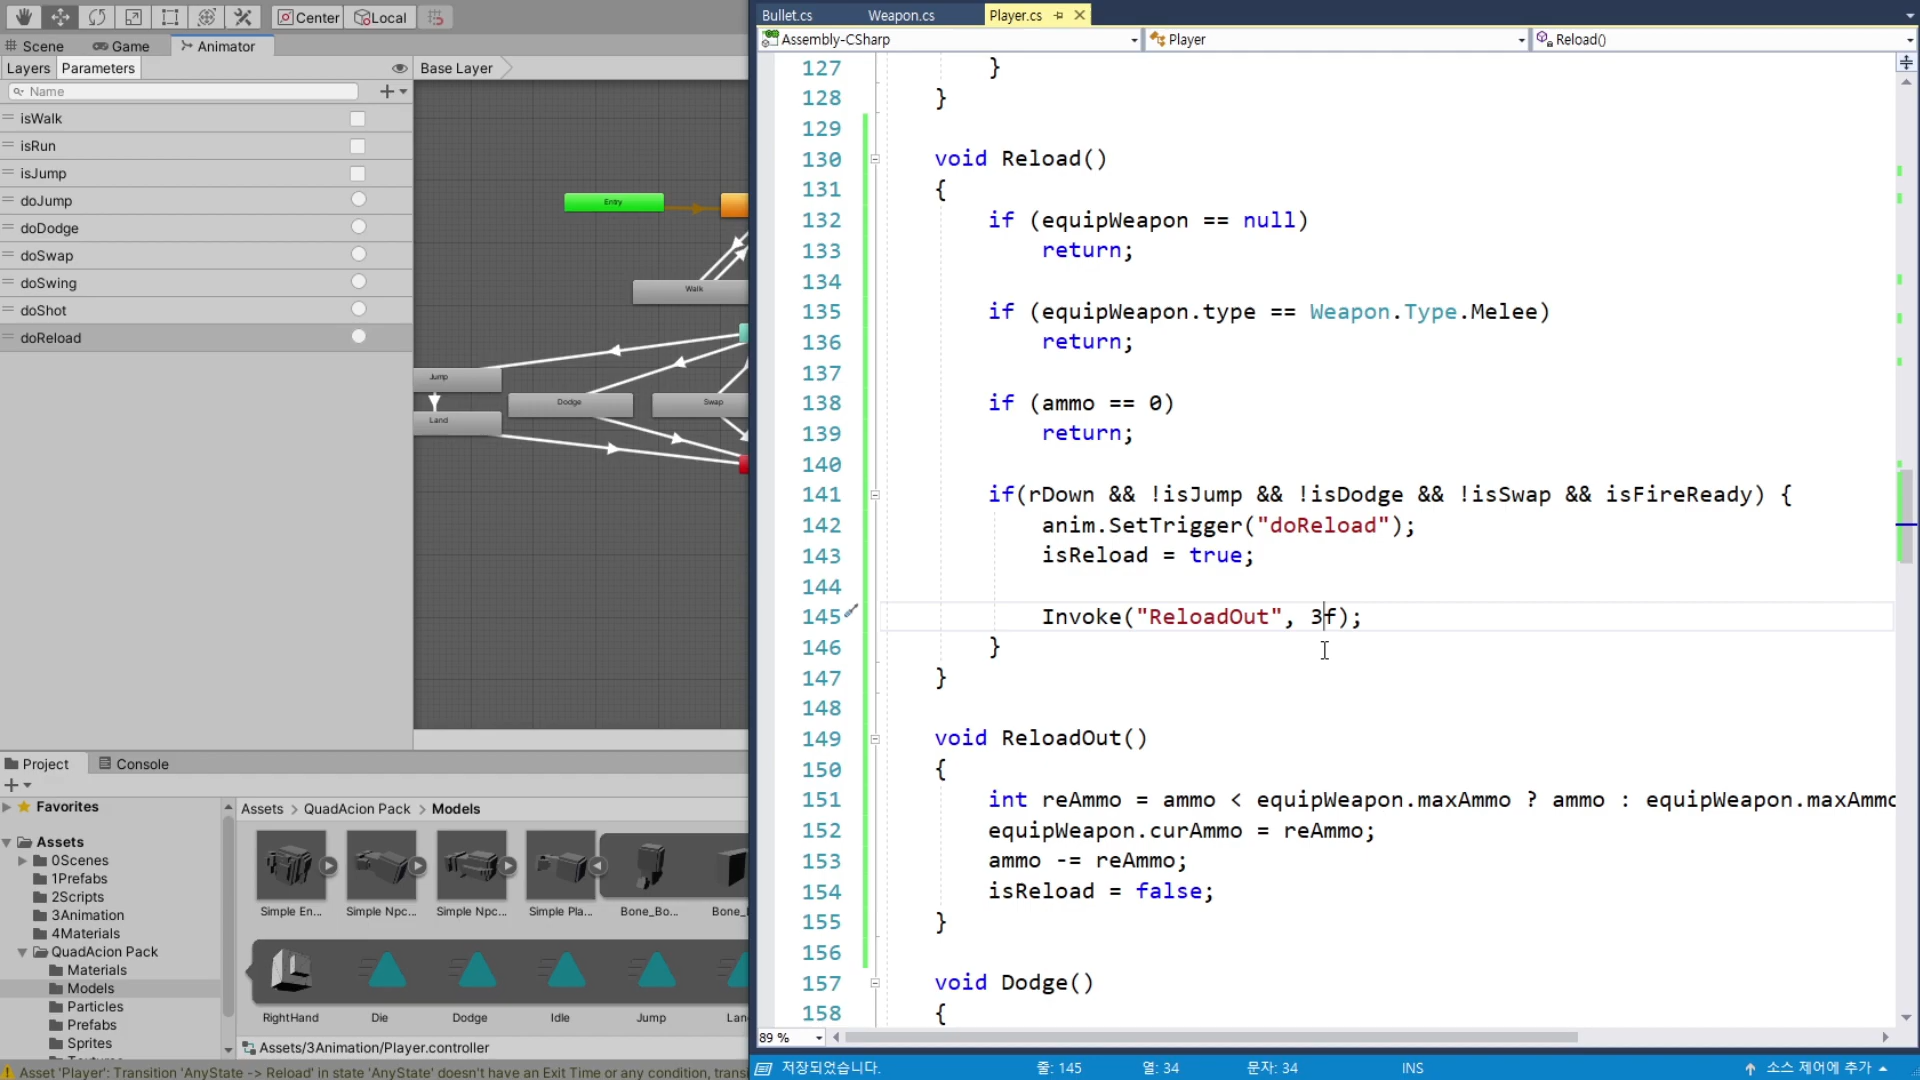 Center
Local
Scene
Game
Animator
Layers
Parameters
Base Layer
Name
isWalk
isRun
isJump
doJump
doDodge
doSwap
doSwing
doShot
doReload
Entry
Walk
Jump
Dodge
Swap
Land
Project
Console
Favorites
Assets
0Scenes
1Prefabs
2Scripts
3Animation
4Materials
QuadAcion Pack
Materials
Models
Particles
Prefabs
Sprites
Assets > QuadAcion Pack > Models
Simple En...
Simple Npc...
Simple Npc...
Simple Pla...
Bone_Bo...
Bone_
RightHand
Die
Dodge
Idle
Jump
Lan
Assets/3Animation/Player.controller
Asset 'Player': Transition 'AnyState -> Reload' in state 'AnyState' doesn't have an Exit Time or any condition, trans
Bullet.cs
Weapon.cs
Player.cs
Assembly-CSharp
Player
Reload()
127 }
128 }
129
130 void Reload()
131 {
132 if (equipWeapon == null)
133 return;
134
135 if (equipWeapon.type == Weapon.Type.Melee)
136 return;
137
138 if (ammo == 0)
139 return;
140
141 if(rDown && !isJump && !isDodge && !isSwap && isFireReady) {
142 anim.SetTrigger("doReload");
143 isReload = true;
144
145 Invoke("ReloadOut", 3f);
146 }
147 }
148
149 void ReloadOut()
150 {
151 int reAmmo = ammo < equipWeapon.maxAmmo ? ammo : equipWeapon.maxAmmo
152 equipWeapon.curAmmo = reAmmo;
153 ammo -= reAmmo;
154 isReload = false;
155 }
156
157 void Dodge()
158 {
89 %
저장되었습니다.
줄: 145
열: 34
문자: 34
INS
소스 제어에 추가